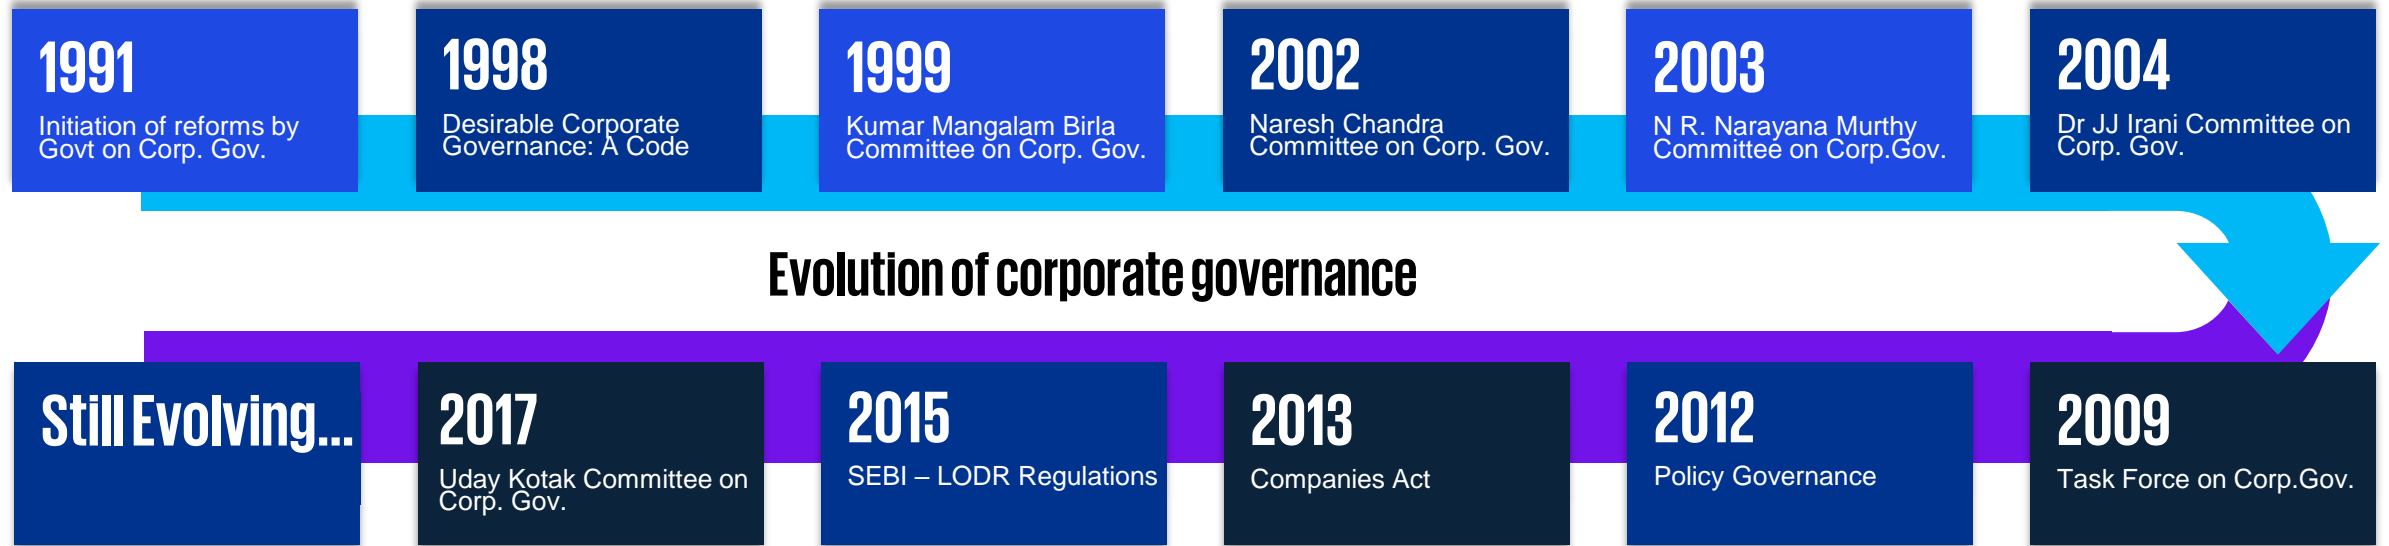 1991
Initiation of reforms by
Govt on Corp. Gov.
1998
Desirable Corporate
Governance: A Code
1999
Kumar Mangalam Birla
Committee on Corp. Gov.
2002
Naresh Chandra
Committee on Corp. Gov.
2003
N R. Narayana Murthy
Committee on Corp.Gov.
2004
Dr JJ Irani Committee on
Corp. Gov.
Evolution of corporate governance
Still Evolving...
2017
Uday Kotak Committee on
Corp. Gov.
2015
SEBI – LODR Regulations
2013
Companies Act
2012
Policy Governance
2009
Task Force on Corp.Gov.